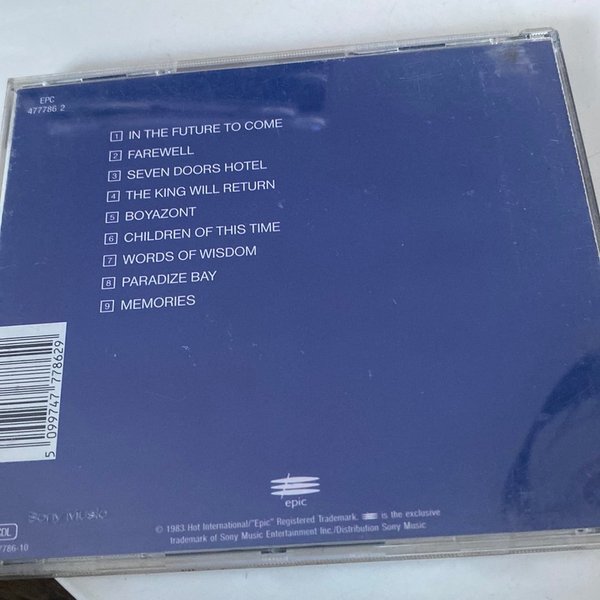 EPC
477786 2
1 IN THE FUTURE TO COME
2 FAREWELL
3 SEVEN DOORS HOTEL
4 THE KING WILL RETURN
5 BOYAZONT
6 CHILDREN OF THIS TIME
7 WORDS OF WISDOM
8 PARADIZE BAY
9 MEMORIES
5 099747 778629
epic
Sony Music
© 1983 Hot International/"Epic" Registered Trademark. is the exclusive
Trademark of Sony Music Entertainment Inc./Distribution Sony Music
CDL
7786-10